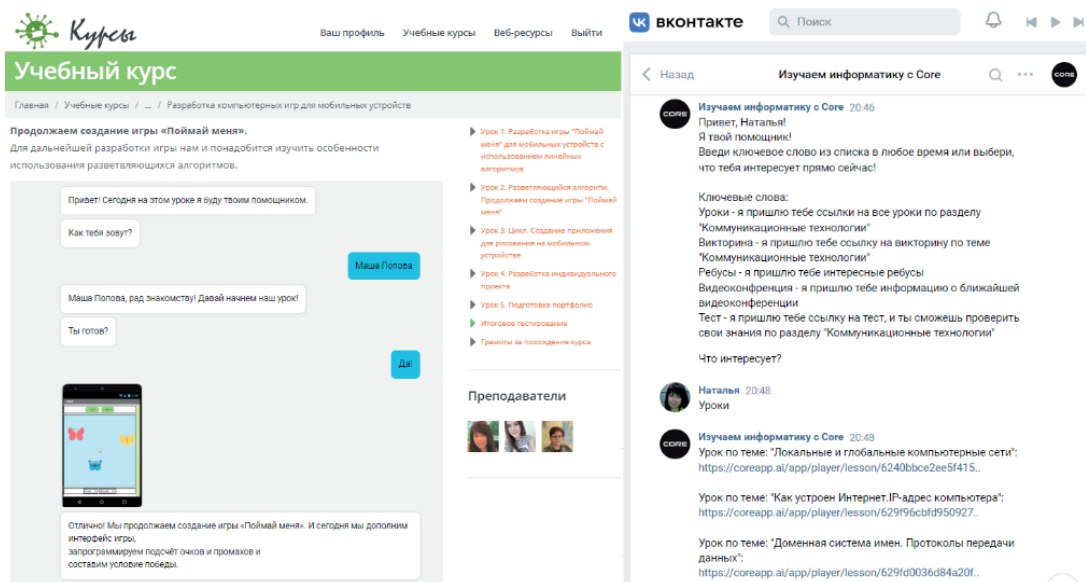 Курсы
Ваш профиль Учебные курсы Веб-ресурсы Выйти
Учебный курс
Главная / Учебные курсы / ... / Разработка компьютерных игр для мобильных устройств
Продолжаем создание игры «Поймай меня».
Для дальнейшей разработки игры нам и понадобится изучить особенности
использования разветвляющихся алгоритмов.
Привет! Сегодня на этом уроке я буду твоим помощником.
Как тебя зовут?
Маша Попова
Маша Попова, рад знакомству! Давай начнем наш урок!
Ты готов?
Да!
Отлично! Мы продолжаем создание игры «Поймай меня». И сегодня мы дополним
интерфейс игры,
запрограммируем подсчёт очков и промахов и
составим условие победы.
Урок 1. Разработка игры "Поймай
меня" для мобильных устройств с
использованием линейных
алгоритмов
Урок 2. Разветвляющийся алгоритм.
Продолжаем создание игры "Поймай
меня"
Урок 3. Цикл. Создание приложения
для рисования на мобильном
устройстве
Урок 4. Разработка индивидуального
проекта
Урок 5. Подготовка портфолио
Итоговое тестирование
Грамоты за похождение курса
Преподаватели
вконтакте
Поиск
Назад
Изучаем информатику с Core
CORE
CORE
Изучаем информатику с Core 20:46
Привет, Наталья!
Я твой помощник!
Введи ключевое слово из списка в любое время или выбери,
что тебя интересует прямо сейчас!
Ключевые слова:
Уроки - я пришлю тебе ссылки на все уроки по разделу
"Коммуникационные технологии"
Викторина - я пришлю тебе ссылку на викторину по теме
"Коммуникационные технологии"
Ребусы - я пришлю тебе интересные ребусы
Видеоконфренция - я пришлю тебе информацию о ближайшей
видеоконференции
Тест - я пришлю тебе ссылку на тест, и ты сможешь проверить
свои знания по разделу "Коммуникационные технологии"
Что интересует?
Наталья 20:48
Уроки
CORE
Изучаем информатику с Core 20:48
Урок по теме: "Локальные и глобальные компьютерные сети":
https://coreapp.ai/app/player/lesson/6240bbce2ee5f415..
Урок по теме: "Как устроен Интернет.IP-адрес компьютера":
https://coreapp.ai/app/player/lesson/629f96cbfd950927..
Урок по теме: "Доменная система имен. Протоколы передачи
данных":
https://coreapp.ai/app/player/lesson/629fd0036d84a20f..